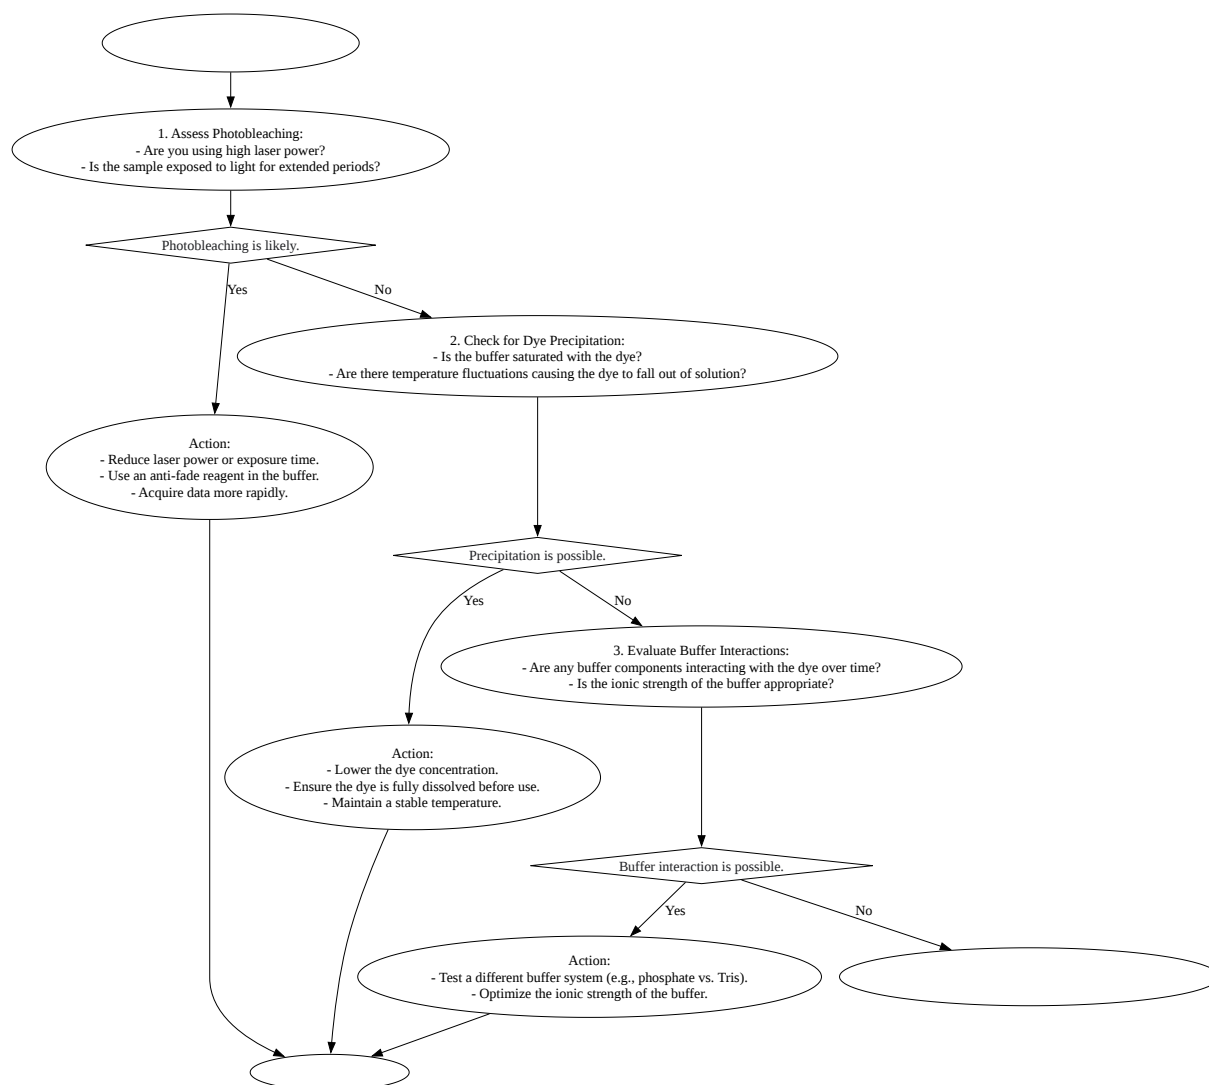 1. Assess Photobleaching:
- Are you using high laser power?
- Is the sample exposed to light for extended periods?
Photobleaching is likely.
Yes
No
2. Check for Dye Precipitation:
- Is the buffer saturated with the dye?
- Are there temperature fluctuations causing the dye to fall out of solution?
Action:
- Reduce laser power or exposure time.
- Use an anti-fade reagent in the buffer.
- Acquire data more rapidly.
Precipitation is possible.
Yes
No
3. Evaluate Buffer Interactions:
- Are any buffer components interacting with the dye over time?
- Is the ionic strength of the buffer appropriate?
Action:
- Lower the dye concentration.
- Ensure the dye is fully dissolved before use.
- Maintain a stable temperature.
Buffer interaction is possible.
Yes
No
Action:
- Test a different buffer system (e.g., phosphate vs. Tris).
- Optimize the ionic strength of the buffer.